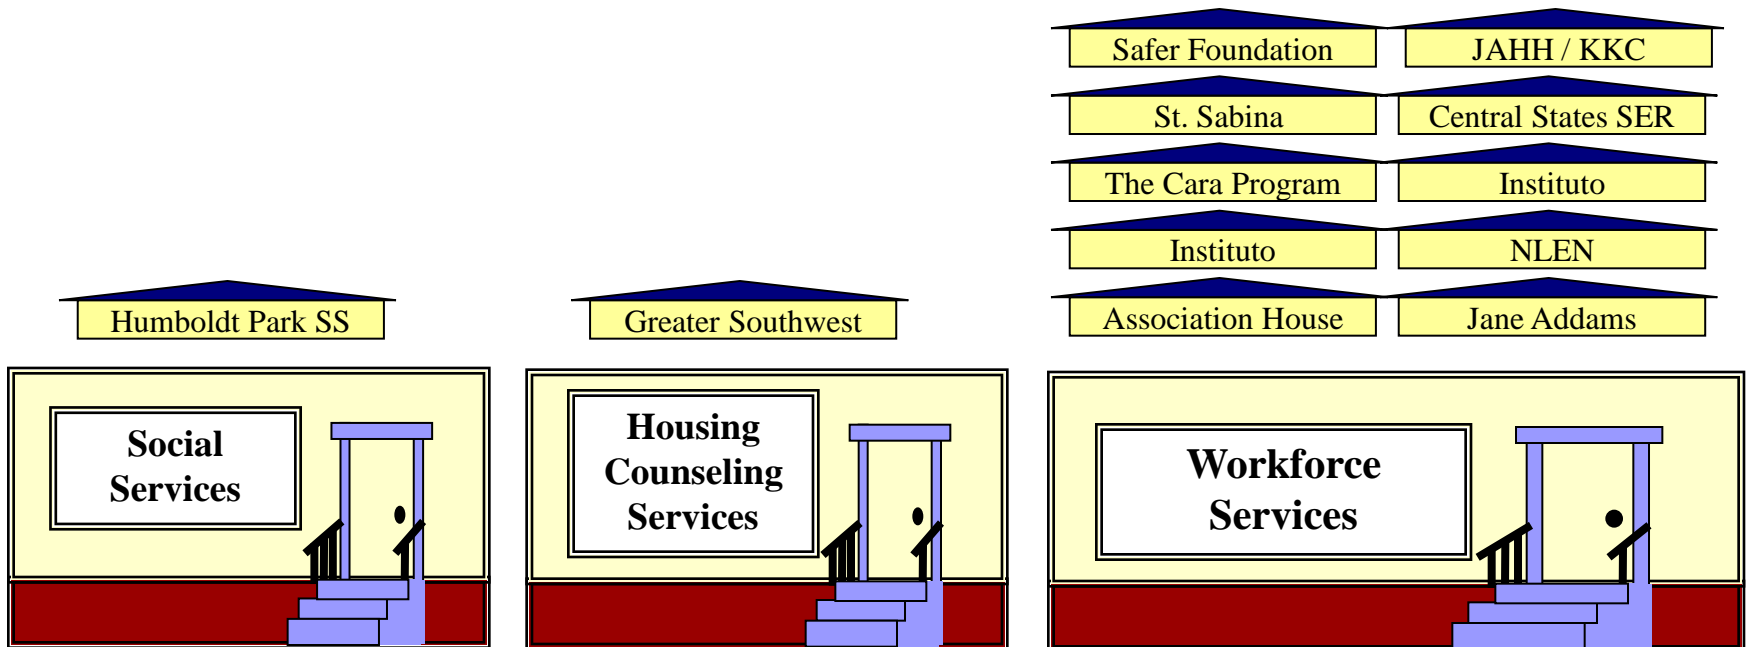 Safer Foundation
JAHH / KKC
St. Sabina
Central States SER
The Cara Program
Instituto
Instituto
NLEN
Humboldt Park SS
Greater Southwest
Association House
Jane Addams
Social
Services
Housing
Counseling
Services
Workforce
Services